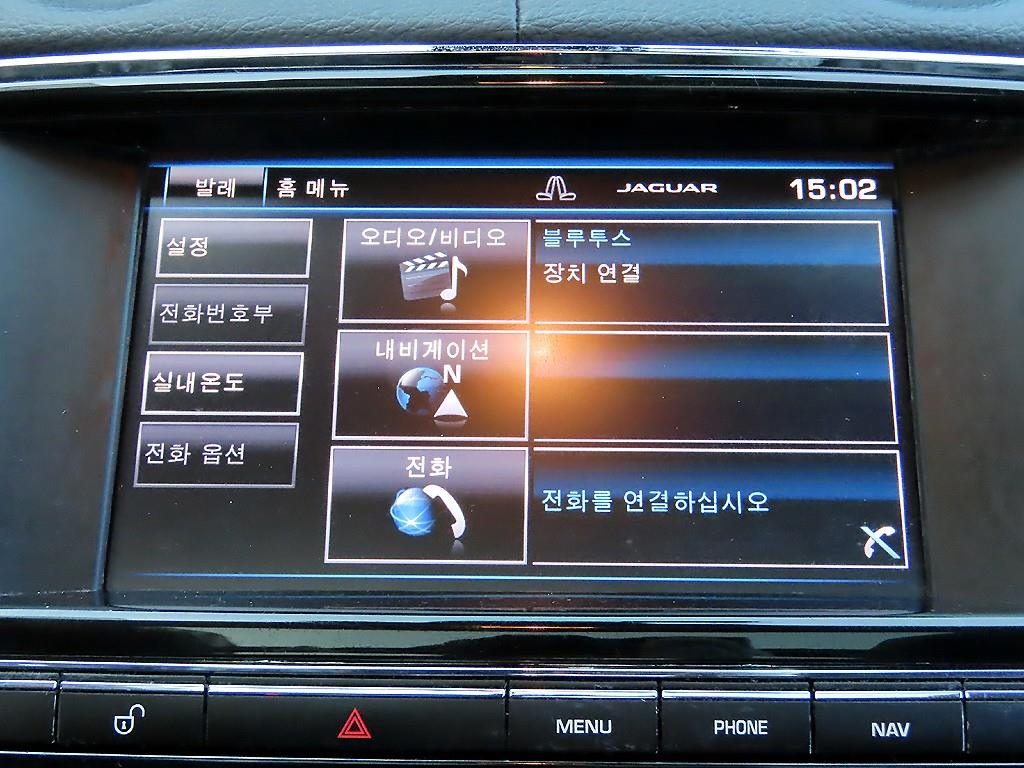 발레 홈 메뉴 JAGUAR 15:02
설정
전화번호부
실내온도
전화 옵션
오디오/비디오
블루투스
장치 연결
내비게이션
N
전화
전화를 연결하십시오
MENU PHONE NAV